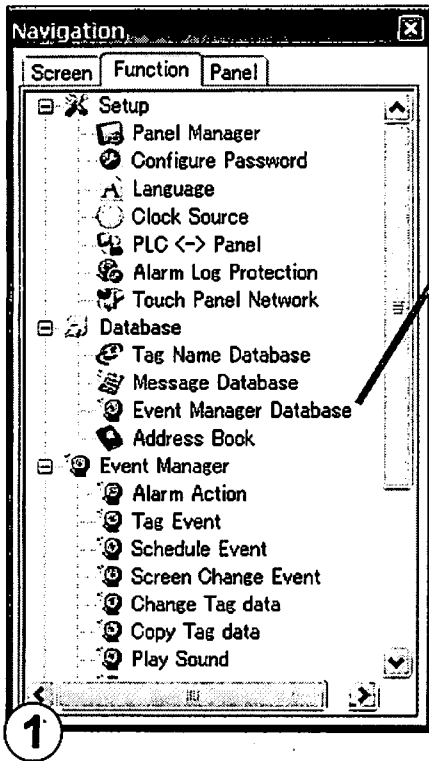 Navigation
Screen Function Panel
Setup
Panel Manager
Configure Password
Language
Clock Source
PLC <-> Panel
Alarm Log Protection
Touch Panel Network
Database
Tag Name Database
Message Database
Event Manager Database
Address Book
Event Manager
Alarm Action
Tag Event
Schedule Event
Screen Change Event
Change Tag data
Copy Tag data
Play Sound
1